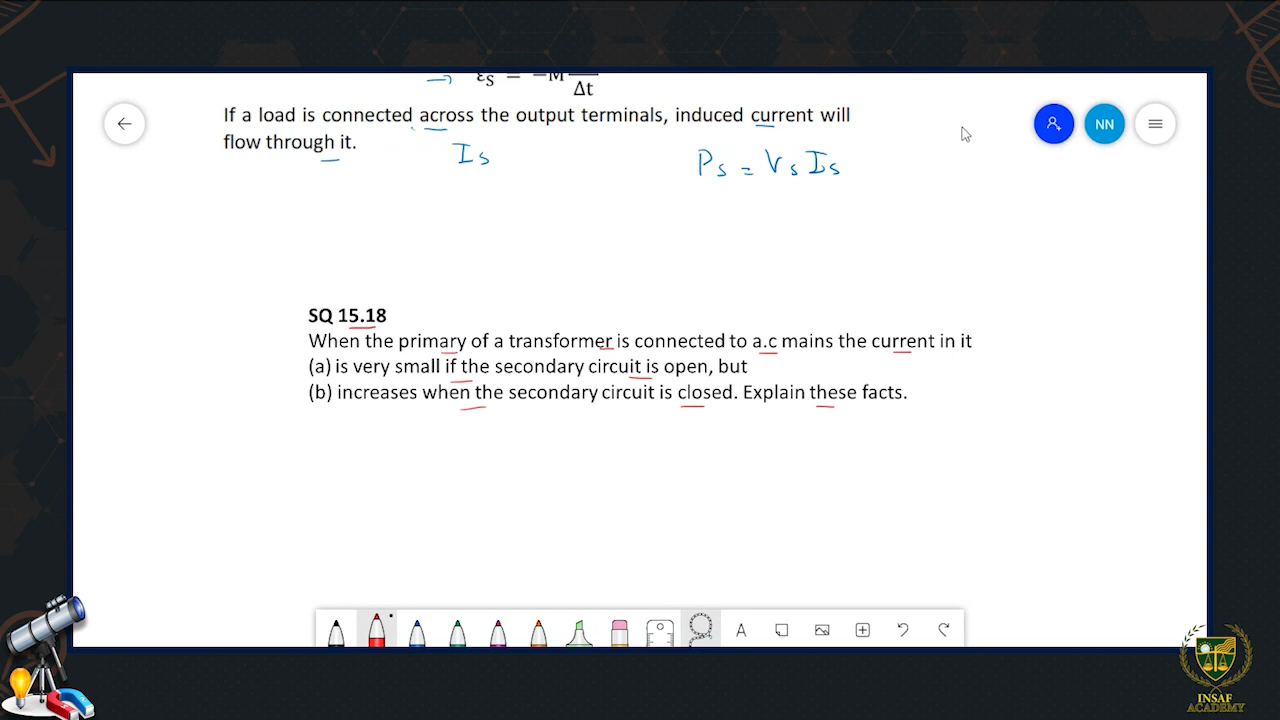 → εS = −M
Δt
If a load is connected across the output terminals, induced current will
flow through it.
Is
Ps = Vs Is
NN
SQ 15.18
When the primary of a transformer is connected to a.c mains the current in it
(a) is very small if the secondary circuit is open, but
(b) increases when the secondary circuit is closed. Explain these facts.
A
INSAF
ACADEMY